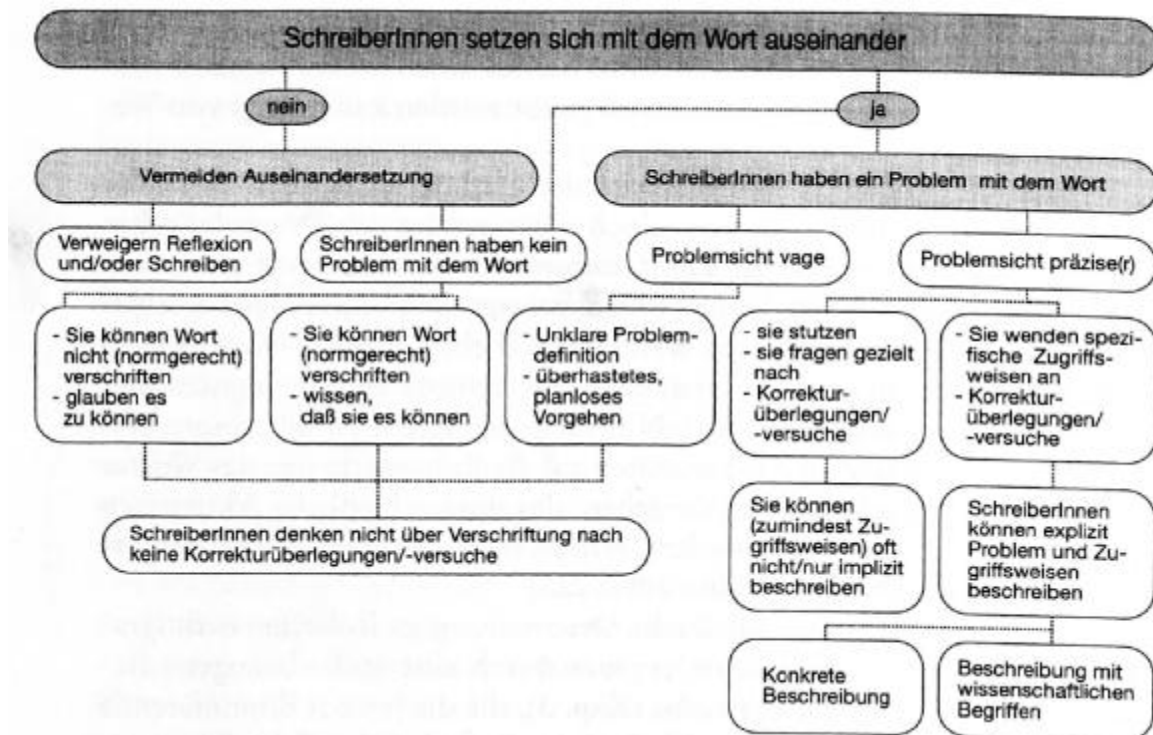 SchreiberInnen setzen sich mit dem Wort auseinander
nein
ja
Vermeiden Auseinandersetzung
SchreiberInnen haben ein Problem mit dem Wort
Verweigern Reflexion
und/oder Schreiben
SchreiberInnen haben kein
Problem mit dem Wort
Problemsicht vage
Problemsicht präzise(r)
- Sie können Wort
nicht (normgerecht)
verschriften
- glauben es
zu können
- Sie können Wort
(normgerecht)
verschriften
- wissen,
daß sie es können
- Unklare Problem-
definition
- überhastetes,
planloses
Vorgehen
- sie stutzen
- sie fragen gezielt
nach
- Korrektur-
überlegungen/
-versuche
- Sie wenden spezi-
fische Zugriffs-
weisen an
- Korrektur-
überlegungen/
-versuche
SchreiberInnen denken nicht über Verschriftung nach
keine Korrekturüberlegungen/-versuche
Sie können
(zumindest Zu-
griffsweisen) oft
nicht/nur implizit
beschreiben
SchreiberInnen
können explizit
Problem und Zu-
griffsweisen
beschreiben
Konkrete
Beschreibung
Beschreibung mit
wissenschaftlichen
Begriffen